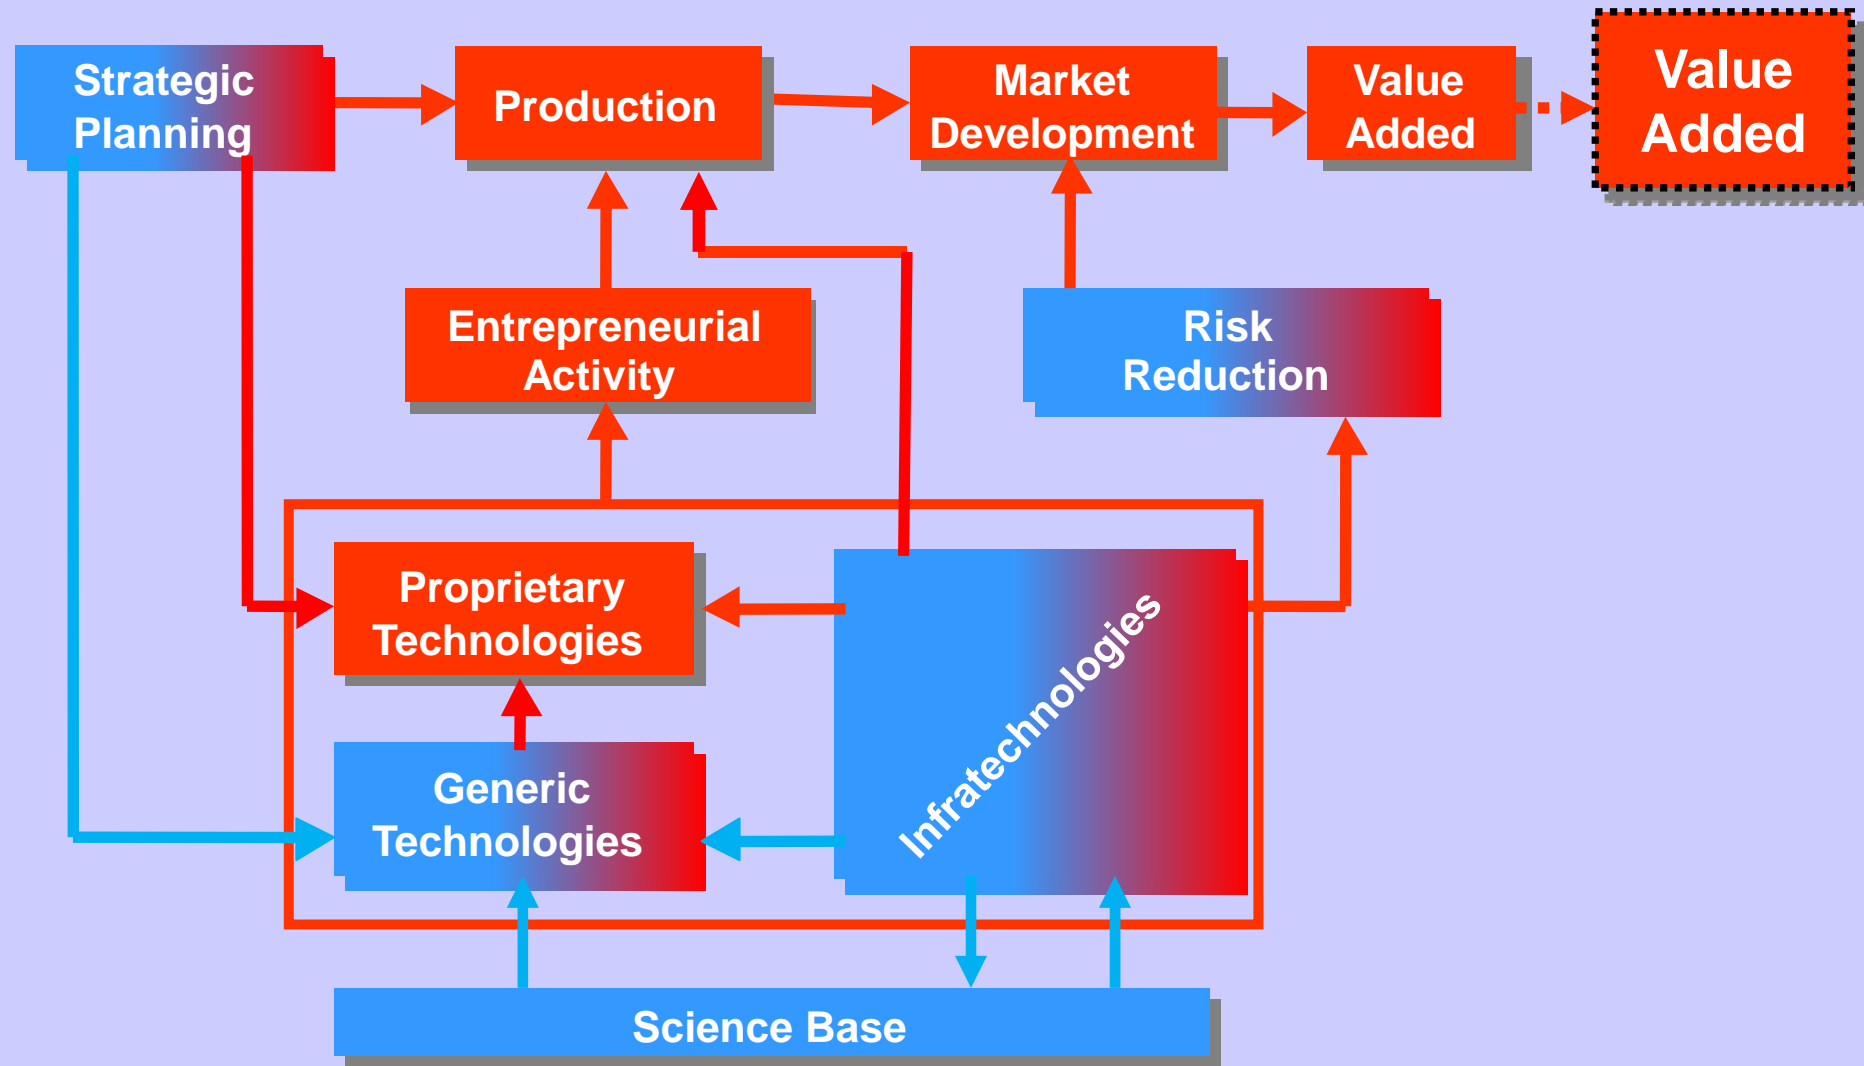 Strategic
Planning
Production
Market
Development
Value
Added
Value
Added
Entrepreneurial
Activity
Risk
Reduction
Proprietary
Technologies
Infratechnologies
Generic
Technologies
Science Base